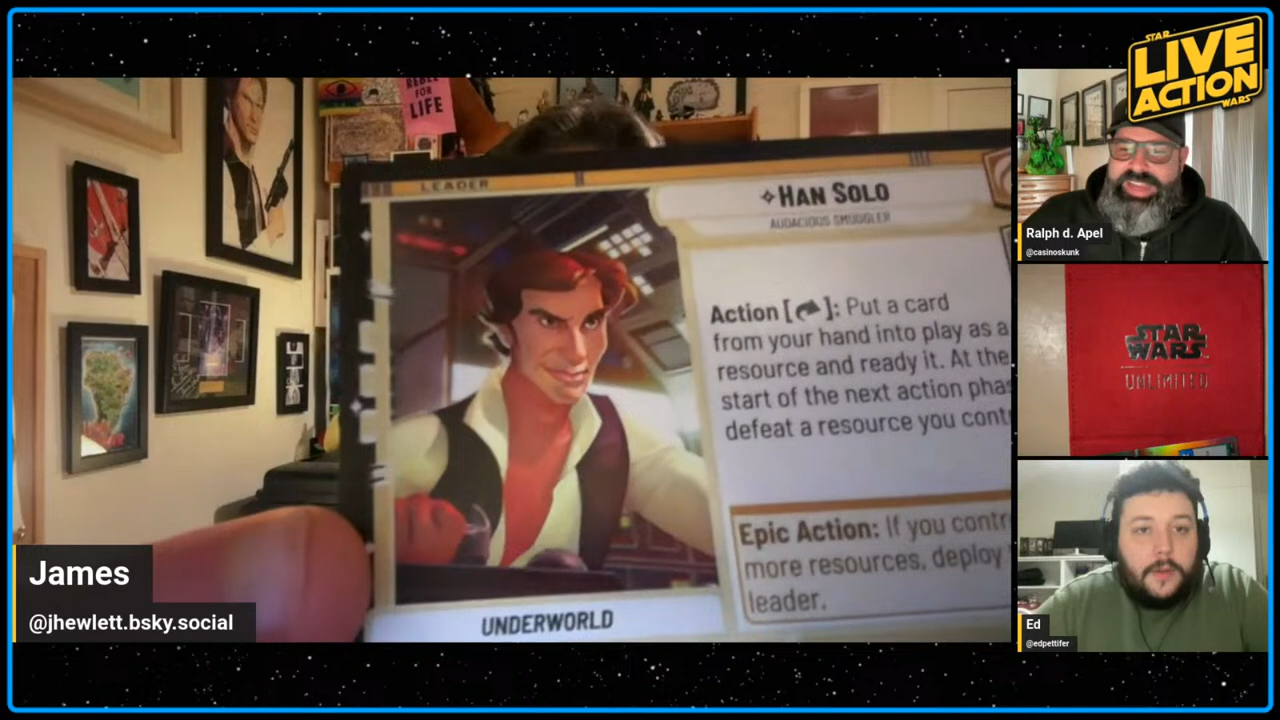 STAR
LIVE
ACTION
WARS
REBEL
FOR
LIFE
LEADER
HAN SOLO
AUDACIOUS SMUGGLER
Action [ ]: Put a card
from your hand into play as a
resource and ready it. At the
start of the next action phas
defeat a resource you cont
Epic Action: If you contr
more resources, deploy
leader.
UNDERWORLD
James
@jhewlett.bsky.social
Ralph d. Apel
@casinoskunk
STAR
WARS
UNLIMITED
Ed
@edpettifer